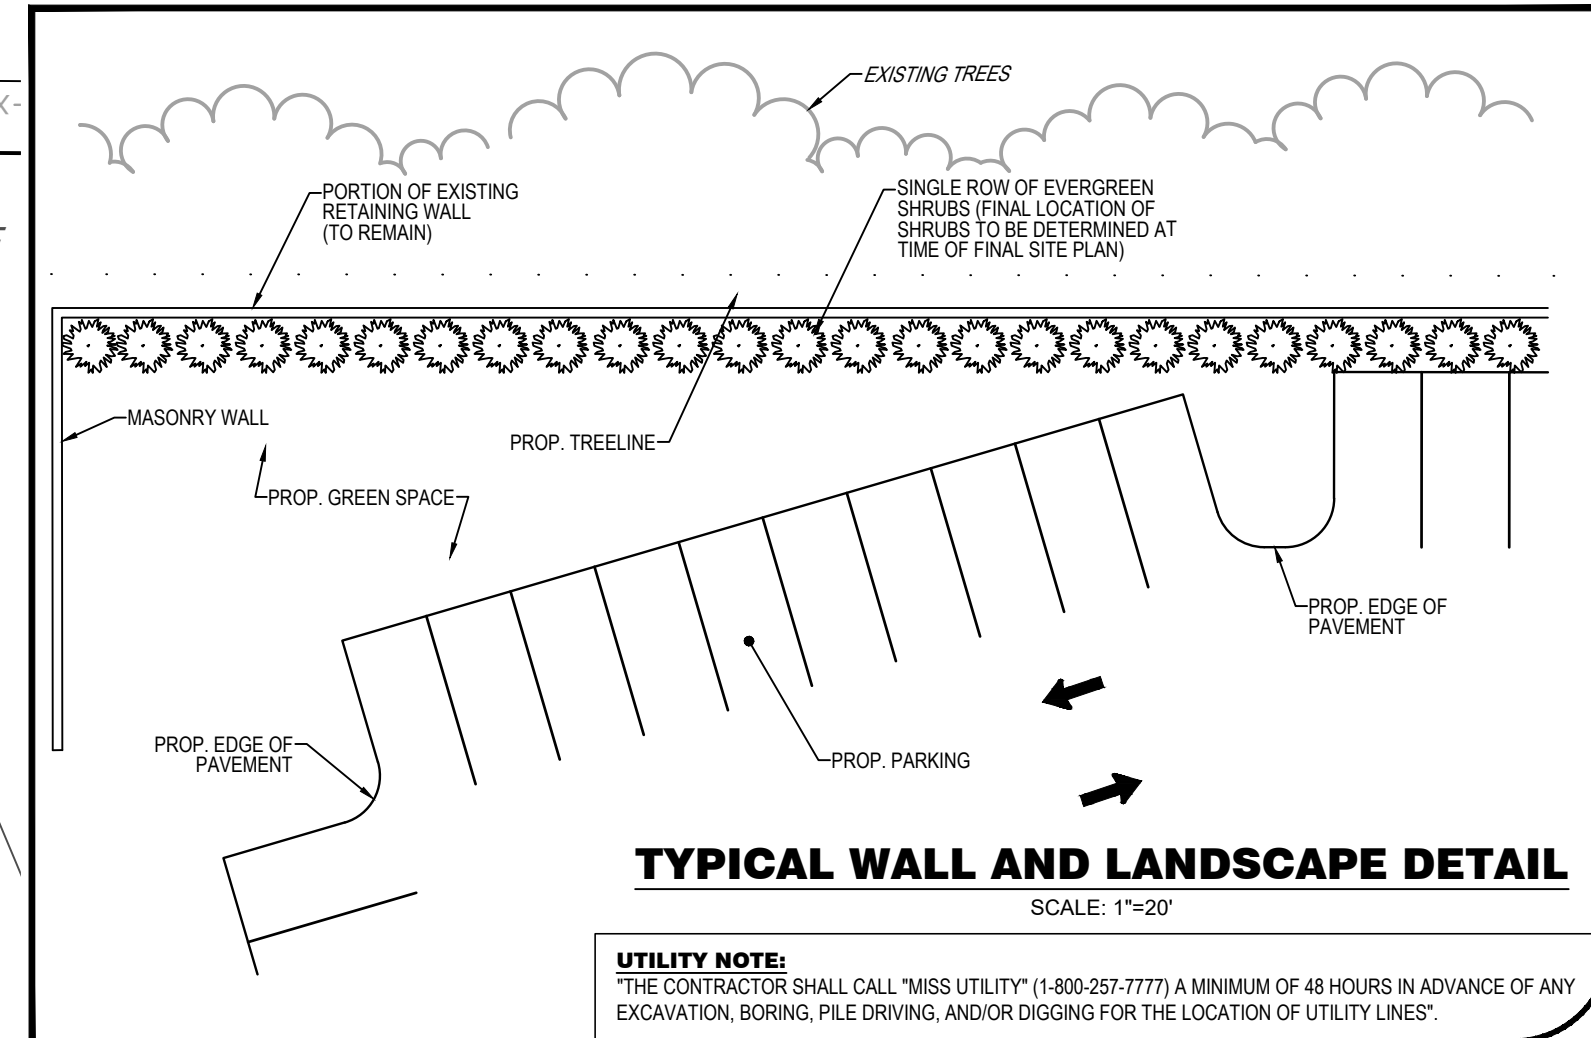 EXISTING TREES
X-
PORTION OF EXISTING
RETAINING WALL
(TO REMAIN)
SINGLE ROW OF EVERGREEN
SHRUBS (FINAL LOCATION OF
SHRUBS TO BE DETERMINED AT
TIME OF FINAL SITE PLAN)
MASONRY WALL
PROP. TREELINE
PROP. GREEN SPACE
PROP. EDGE OF
PAVEMENT
PROP. EDGE OF
PAVEMENT
PROP. PARKING
TYPICAL WALL AND LANDSCAPE DETAIL
SCALE: 1"=20'
UTILITY NOTE:
"THE CONTRACTOR SHALL CALL "MISS UTILITY" (1-800-257-7777) A MINIMUM OF 48 HOURS IN ADVANCE OF ANY
EXCAVATION, BORING, PILE DRIVING, AND/OR DIGGING FOR THE LOCATION OF UTILITY LINES".